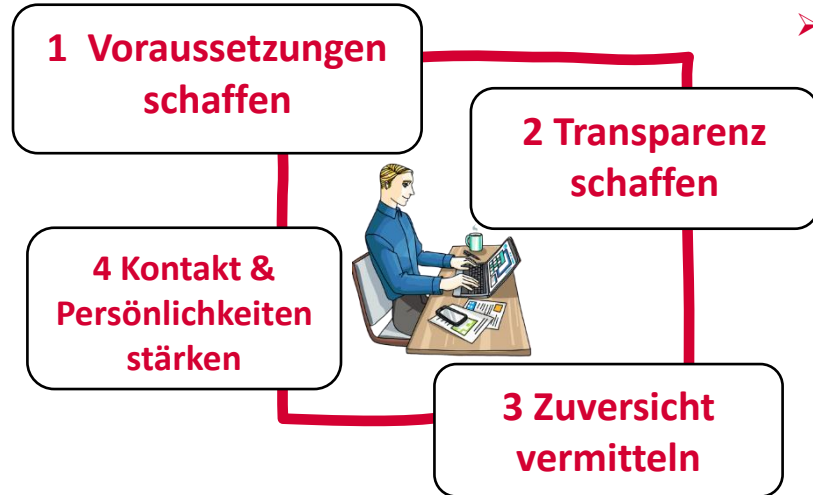 1 Voraussetzungen
schaffen
2 Transparenz
schaffen
3 Zuversicht
vermitteln
4 Kontakt &
Persönlichkeiten
stärken